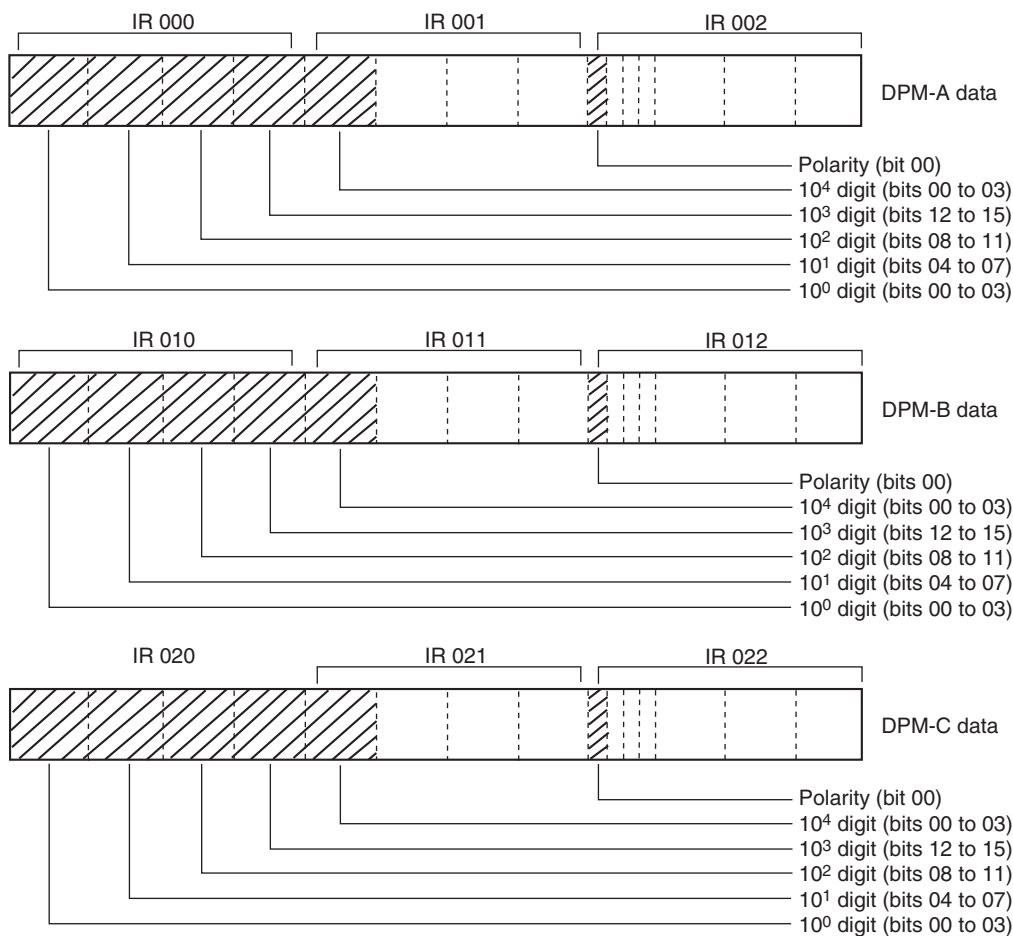 IR 000 IR 001 IR 002
DPM-A data
Polarity (bit 00)
10⁴ digit (bits 00 to 03)
10³ digit (bits 12 to 15)
10² digit (bits 08 to 11)
10¹ digit (bits 04 to 07)
10⁰ digit (bits 00 to 03)
IR 010 IR 011 IR 012
DPM-B data
Polarity (bits 00)
10⁴ digit (bits 00 to 03)
10³ digit (bits 12 to 15)
10² digit (bits 08 to 11)
10¹ digit (bits 04 to 07)
10⁰ digit (bits 00 to 03)
IR 020 IR 021 IR 022
DPM-C data
Polarity (bit 00)
10⁴ digit (bits 00 to 03)
10³ digit (bits 12 to 15)
10² digit (bits 08 to 11)
10¹ digit (bits 04 to 07)
10⁰ digit (bits 00 to 03)